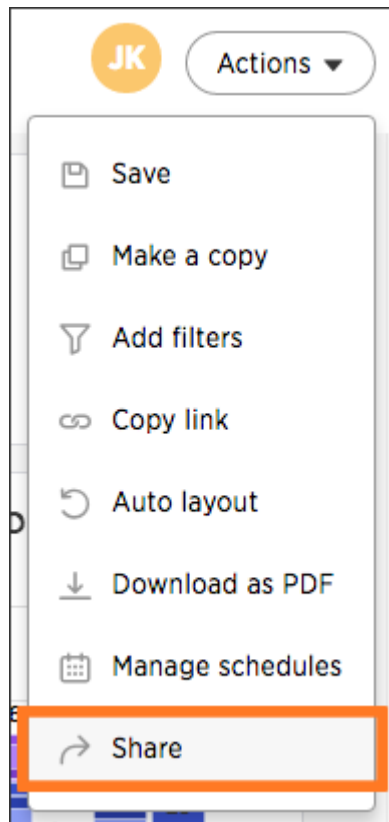 JK
Actions
Save
Make a copy
Add filters
Copy link
Auto layout
Download as PDF
Manage schedules
Share